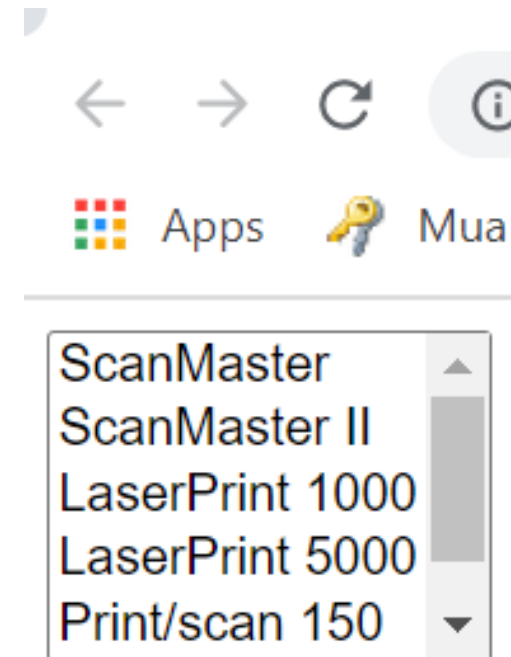 Apps Mua
ScanMaster
ScanMaster II
LaserPrint 1000
LaserPrint 5000
Print/scan 150